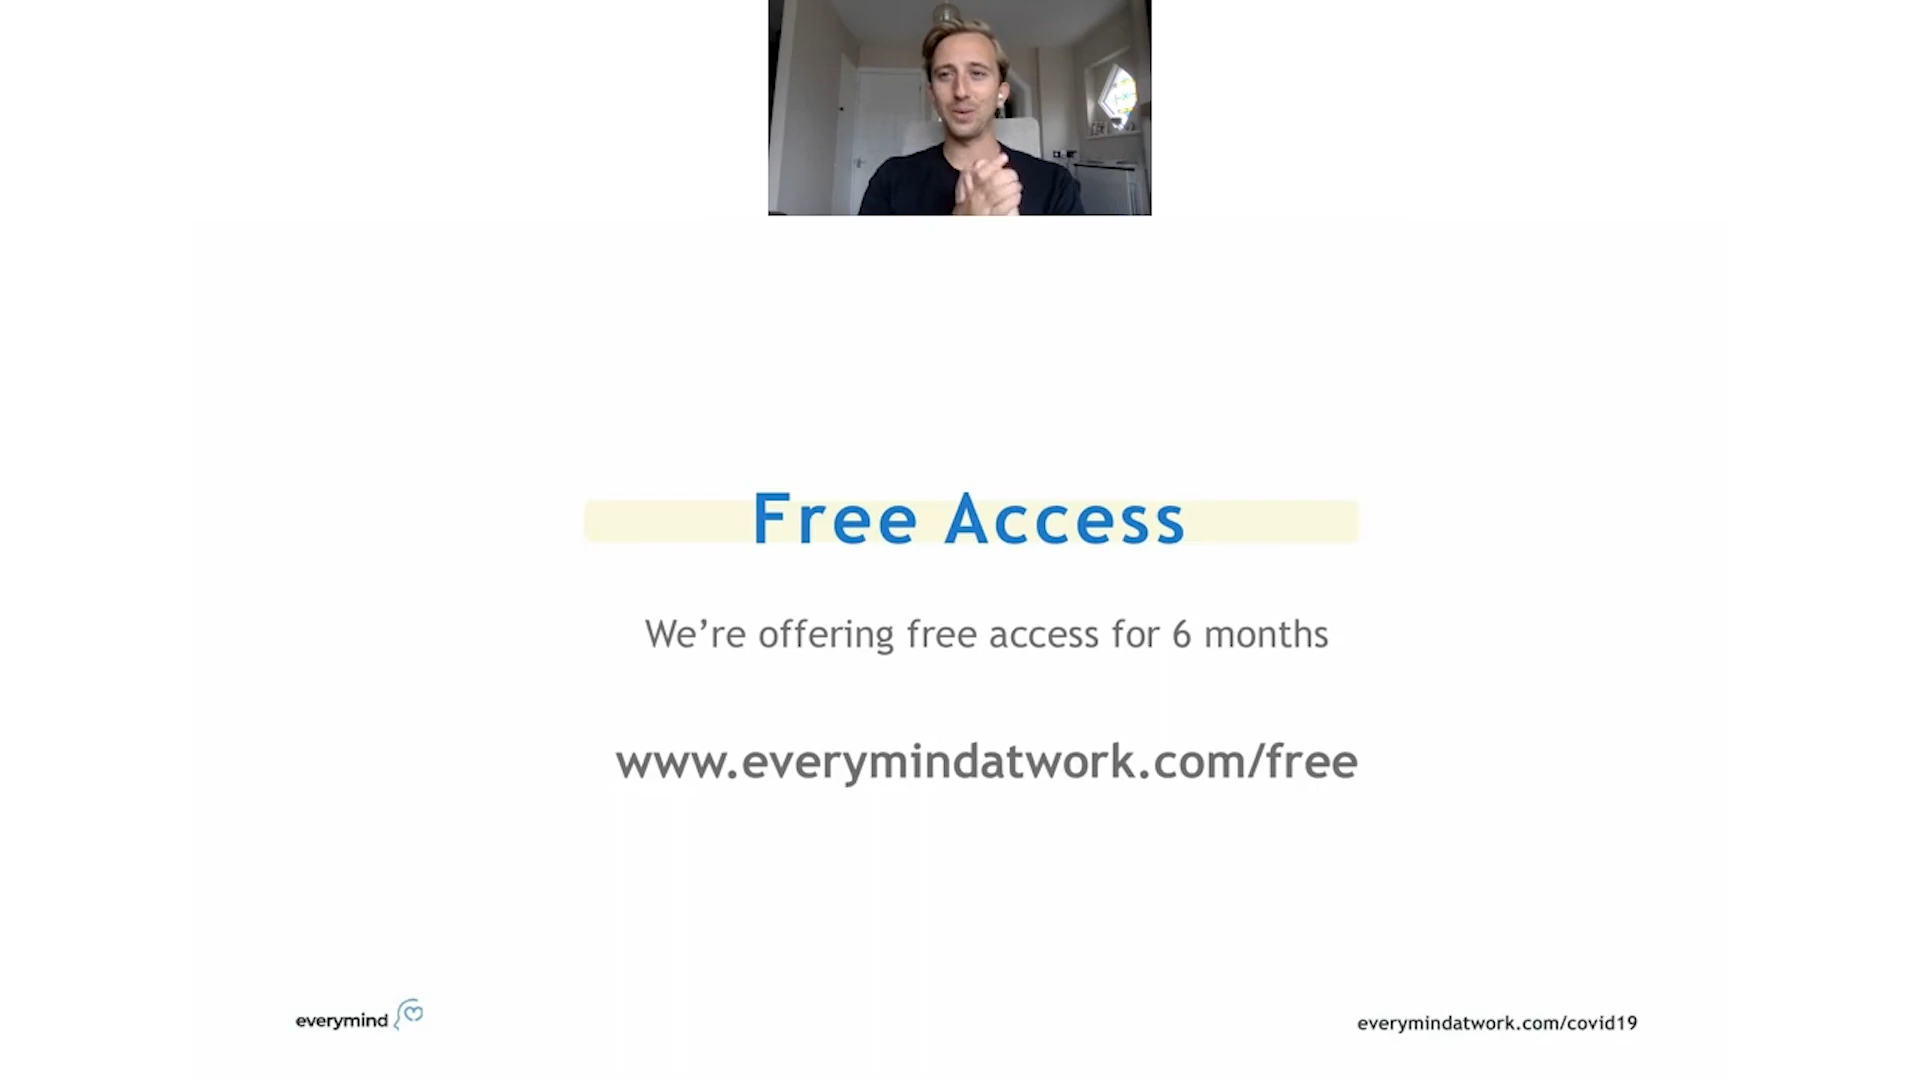 Free Access
We’re offering free access for 6 months
www.everymindatwork.com/free
everymind
everymindatwork.com/covid19